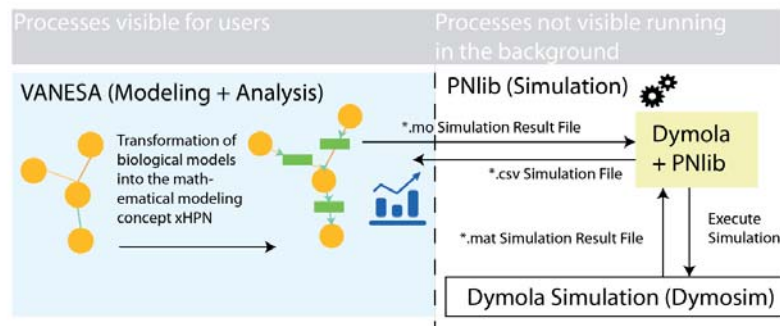 Processes visible for users
Processes not visible running
in the background
VANESA (Modeling + Analysis)
Transformation of
biological models
into the math-
ematical modeling
concept xHPN
PNlib (Simulation)
*.mo Simulation Result File
*.csv Simulation File
Dymola
+ PNlib
*.mat Simulation Result File
Execute
Simulation
Dymola Simulation (Dymosim)